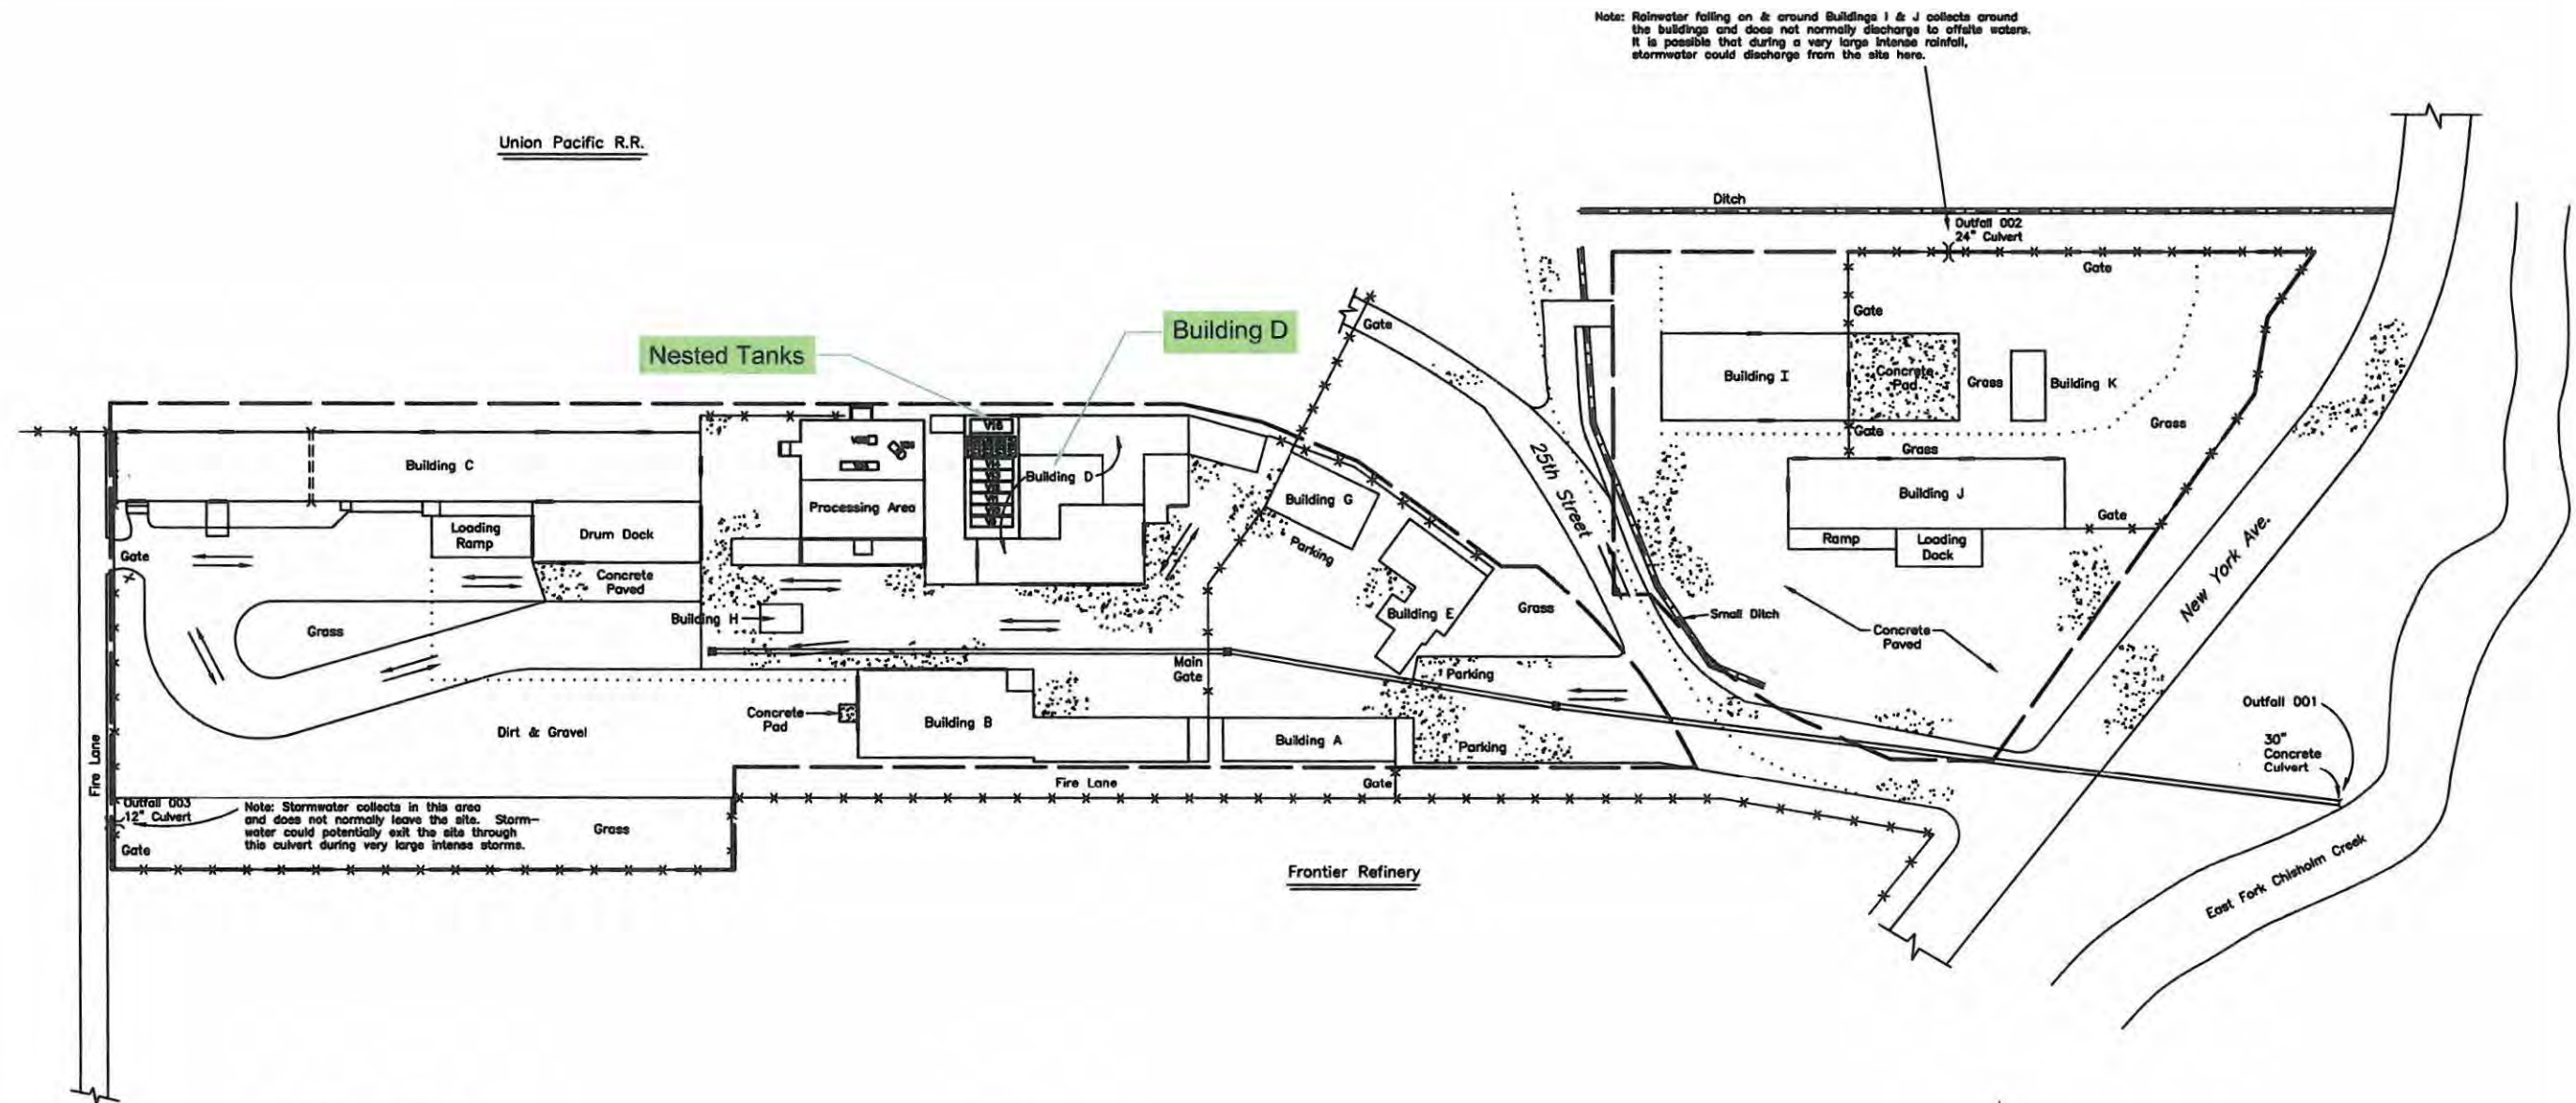 Note: Rainwater falling on & around Buildings I & J collects around
the buildings and does not normally discharge to offsite waters.
It is possible that during a very large intense rainfall,
stormwater could discharge from the site here.
Union Pacific R.R.
Ditch
Outfall 002
24" Culvert
Gate
Gate
Gate
Building D
Nested Tanks
Building I
Concrete
Pad
Grass
Building K
Grass
Gate
Grass
V16
Building C
Building D
25th Street
Building J
Building G
Processing Area
Loading
Ramp
Drum Dock
Gate
Ramp
Loading
Dock
Parking
Gate
Concrete
Paved
New York Ave.
Building H
Building E
Grass
Small Ditch
Grass
Concrete
Paved
Main
Gate
Parking
Outfall 001
30"
Concrete
Culvert
Concrete
Pad
Building B
Building A
Parking
Dirt & Gravel
Fire Lane
Fire Lane
Gate
Outfall 003
12" Culvert
Gate
Note: Stormwater collects in this area
and does not normally leave the site. Storm-
water could potentially exit the site through
this culvert during very large intense storms.
Grass
Frontier Refinery
East Fork Chisholm Creek